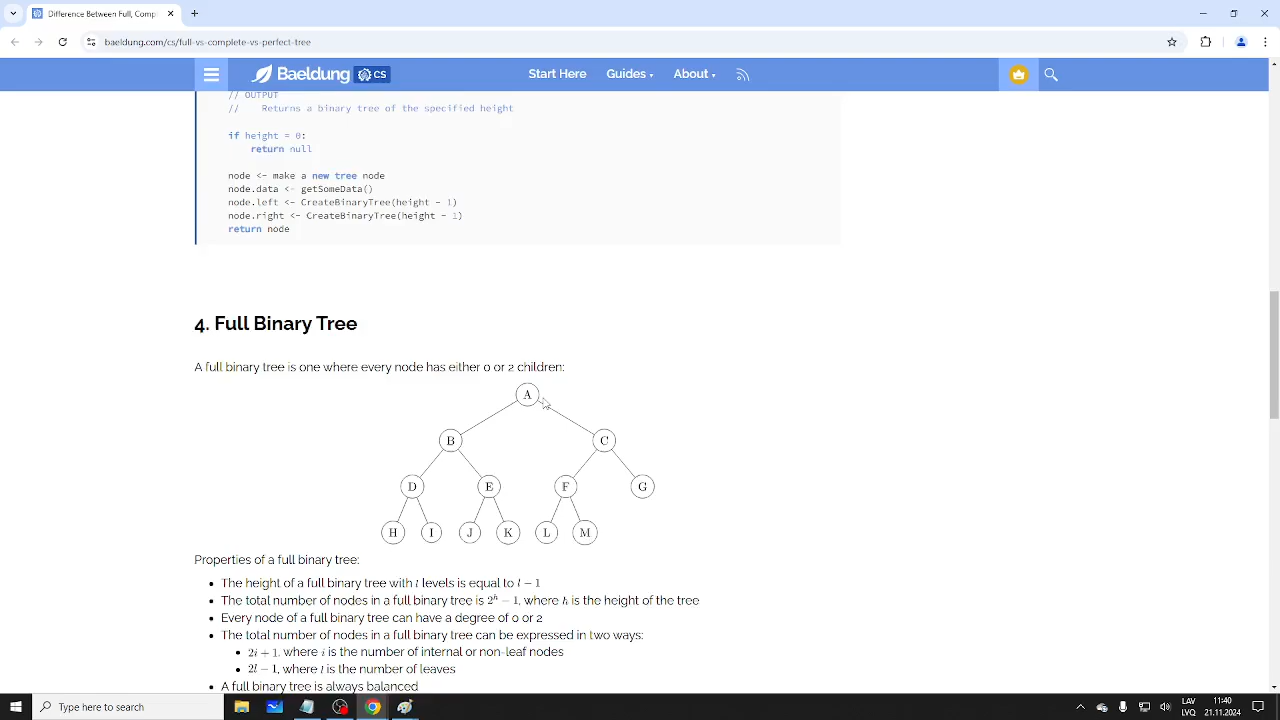 Difference Between Full, Comp
baeldung.com/cs/full-vs-complete-vs-perfect-tree
Baeldung CS
Start Here
Guides
About
// OUTPUT
// Returns a binary tree of the specified height
if height = 0:
return null
node <- make a new tree node
node.data <- getSomeData()
node.left <- CreateBinaryTree(height - 1)
node.right <- CreateBinaryTree(height - 1)
return node
4. Full Binary Tree
A full binary tree is one where every node has either 0 or 2 children:
A
B C
D E F G
H I J K L M
Properties of a full binary tree:
• The height of a full binary tree with l levels is equal to l − 1
• The total number of nodes in a full binary tree is 2^h − 1, where h is the height of the tree
• Every node of a full binary tree can have a degree of 0 or 2
• The total number of nodes in a full binary tree can be expressed in two ways:
• 2i + 1, where i is the number of internal or non-leaf nodes
• 2l − 1, where l is the number of leaves
• A full binary tree is always balanced
Type here to search
LAV
LVQ
11:40
21.11.2024